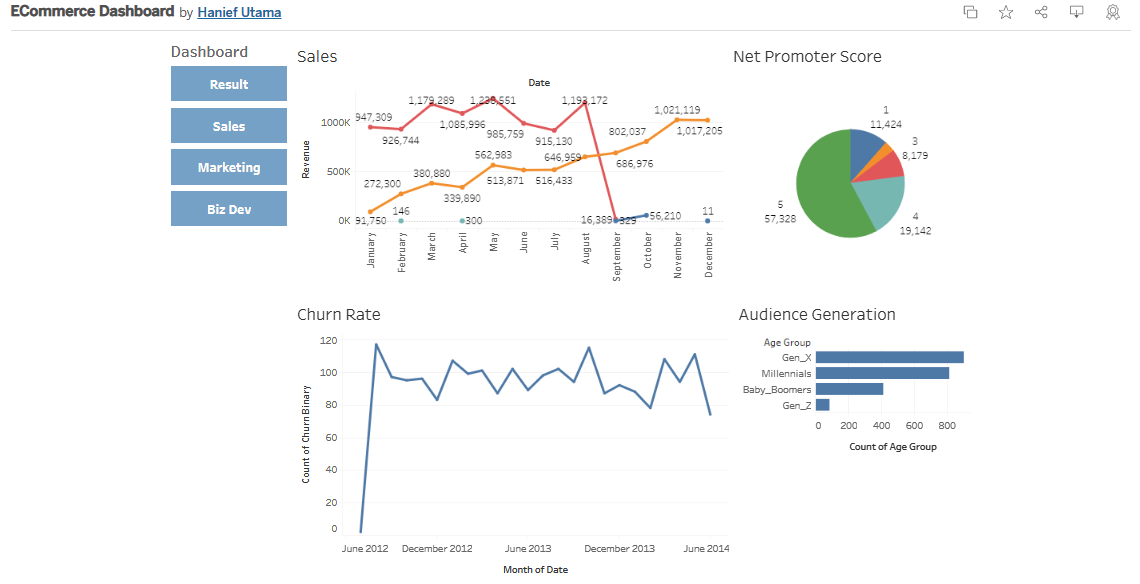 ECommerce Dashboard by Hanief Utama
Dashboard
Result
Sales
Marketing
Biz Dev
Sales
Date
Revenue
1000K
500K
0K
947,309
926,744
1,179,289
1,085,996
985,759
915,130
1,193,172
272,300
380,880
339,890
562,983
513,871
516,433
646,959
686,976
802,037
1,021,119
1,017,205
91,750
146
300
16,389
329
56,210
11
January
February
March
April
May
June
July
August
September
October
November
December
Net Promoter Score
1
11,424
3
8,179
4
19,142
5
57,328
Churn Rate
Count of Churn Binary
120
100
80
60
40
20
0
June 2012
December 2012
June 2013
December 2013
June 2014
Month of Date
Audience Generation
Age Group
Gen_X
Millennials
Baby_Boomers
Gen_Z
0 200 400 600 800
Count of Age Group